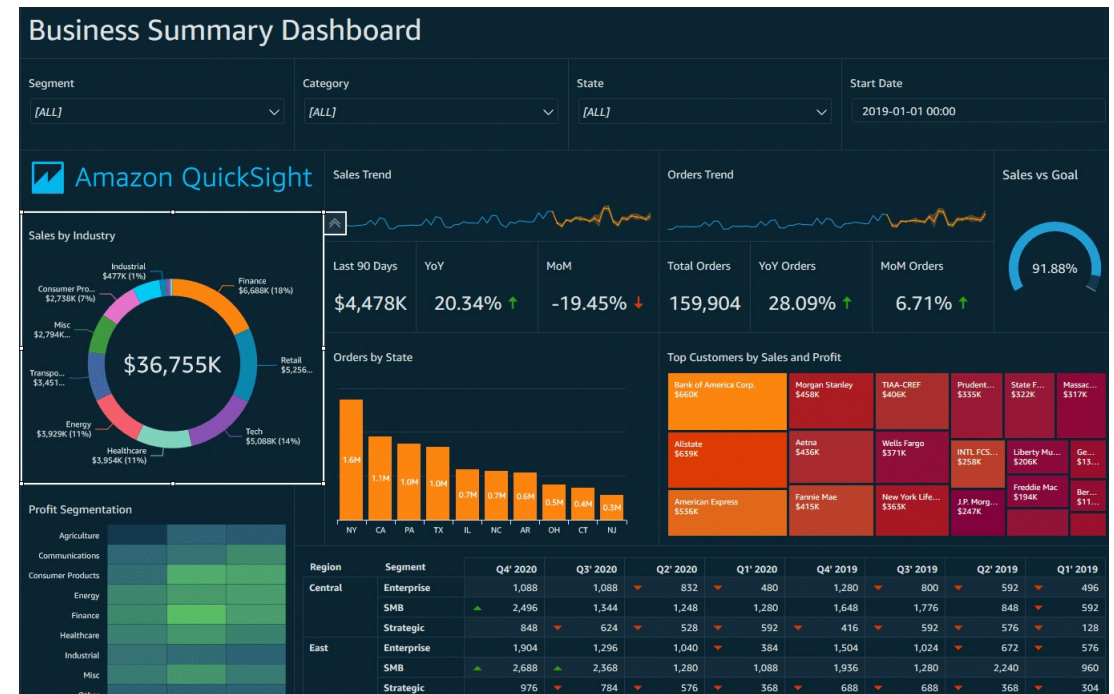 Business Summary Dashboard
Segment Category State Start Date
[ALL] [ALL] [ALL] 2019-01-01 00:00
Amazon QuickSight
Sales Trend
Orders Trend
Sales vs Goal
91.88%
Sales by Industry
Industrial
$477K (1%)
Finance
$6,688K (18%)
Consumer Pro...
$2,738K (7%)
Misc
$2,794K...
$36,755K
Retail
$5,256...
Transpo...
$3,451...
Energy
$3,929K (11%)
Tech
$5,088K (14%)
Healthcare
$3,954K (11%)
Last 90 Days YoY MoM
$4,478K 20.34% -19.45%
Total Orders YoY Orders MoM Orders
159,904 28.09% 6.71%
Orders by State
1.6M 1.1M 1.0M 1.0M 0.7M 0.7M 0.6M 0.5M 0.4M 0.3M
NY CA PA TX IL NC AR OH CT NJ
Top Customers by Sales and Profit
Bank of America Corp.
$660K
Allstate
$639K
American Express
$536K
Morgan Stanley
$458K
Aetna
$436K
Fannie Mae
$415K
TIAA-CREF
$406K
Wells Fargo
$371K
New York Life...
$363K
Prudent...
$335K
State F...
$322K
Massac...
$317K
INTL FCS...
$258K
J.P. Morg...
$247K
Liberty Mu...
$206K
Freddie Mac
$194K
Ge...
$13...
Ber...
$11...
Profit Segmentation
Agriculture
Communications
Consumer Products
Energy
Finance
Healthcare
Industrial
Misc
Region Segment Q4' 2020 Q3' 2020 Q2' 2020 Q1' 2020 Q4' 2019 Q3' 2019 Q2' 2019 Q1' 2019
Central Enterprise 1,088 1,088 832 480 1,280 800 592 496
SMB 2,496 1,344 1,248 1,280 1,648 1,776 848 592
Strategic 848 624 528 592 416 592 576 128
East Enterprise 1,904 1,296 1,040 384 1,504 1,024 672 576
SMB 2,688 2,368 1,280 1,088 1,936 1,280 2,240 960
Strategic 976 784 576 368 688 688 368 304